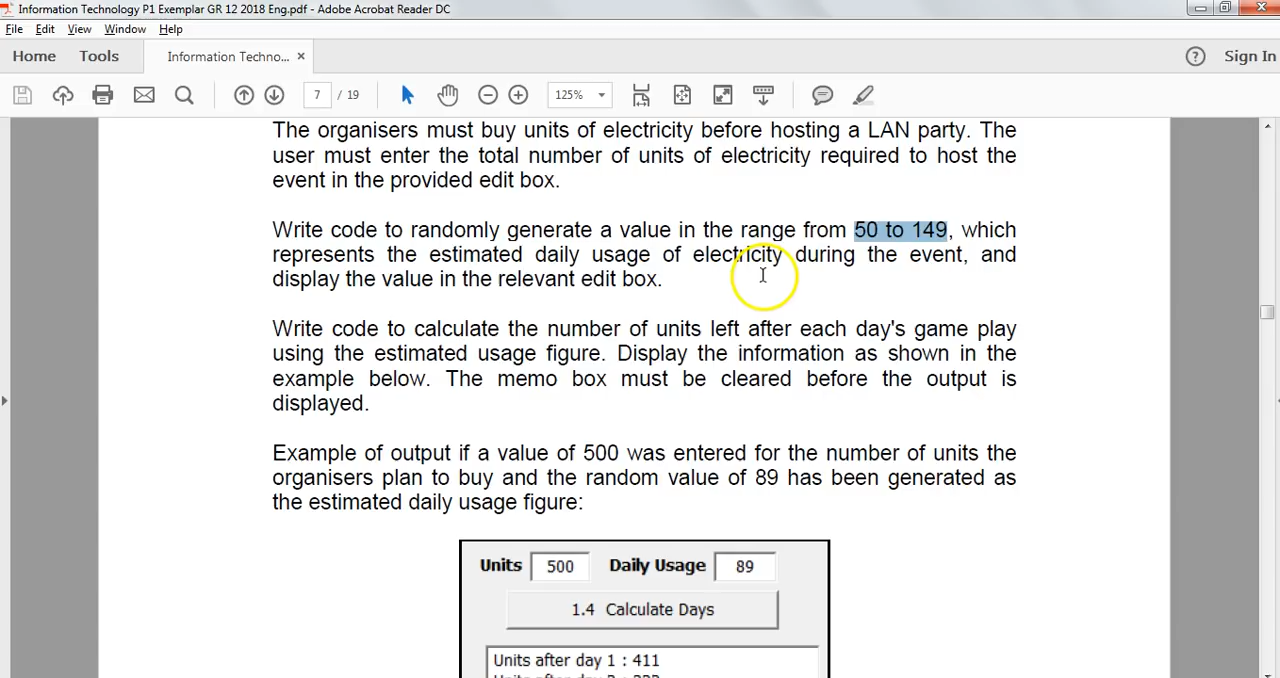 Information Technology P1 Exemplar GR 12 2018 Eng.pdf - Adobe Acrobat Reader DC
File Edit View Window Help
Home Tools Information Techno... × Sign In
7 / 19 125%
The organisers must buy units of electricity before hosting a LAN party. The
user must enter the total number of units of electricity required to host the
event in the provided edit box.
Write code to randomly generate a value in the range from 50 to 149, which
represents the estimated daily usage of electricity during the event, and
display the value in the relevant edit box.
Write code to calculate the number of units left after each day's game play
using the estimated usage figure. Display the information as shown in the
example below. The memo box must be cleared before the output is
displayed.
Example of output if a value of 500 was entered for the number of units the
organisers plan to buy and the random value of 89 has been generated as
the estimated daily usage figure:
Units 500 Daily Usage 89
1.4 Calculate Days
Units after day 1 : 411